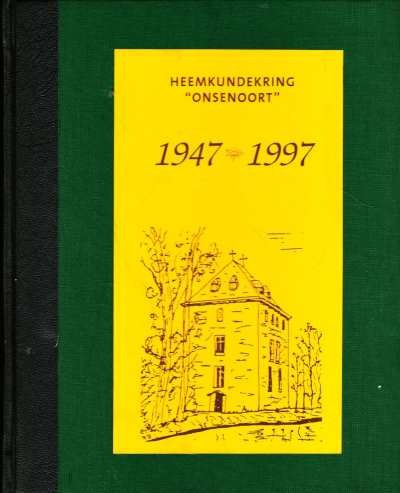 HEEMKUNDEKRING
"ONSENOORT"
1947 1997